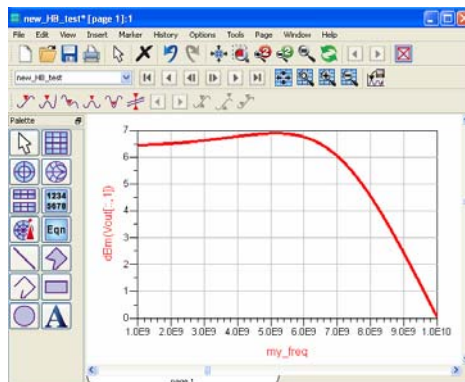 new_HB_test* [page 1]:1
File Edit View Insert Marker History Options Tools Page Window Help
new_HB_test
Palette
1234
5678
Eqn
A
dBm(Vout[:,1])
7
6
5
4
3
2
1
0
1.0E9 2.0E9 3.0E9 4.0E9 5.0E9 6.0E9 7.0E9 8.0E9 9.0E9 1.0E10
my_freq
page 1